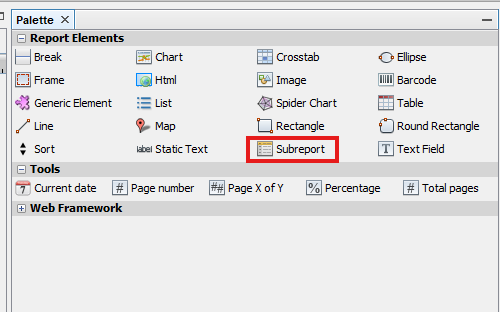 Palette
Report Elements
Break Chart Crosstab Ellipse
Frame Html Image Barcode
Generic Element List Spider Chart Table
Line Map Rectangle Round Rectangle
Sort label Static Text Subreport T Text Field
Tools
7 Current date # Page number ## Page X of Y % Percentage # Total pages
Web Framework